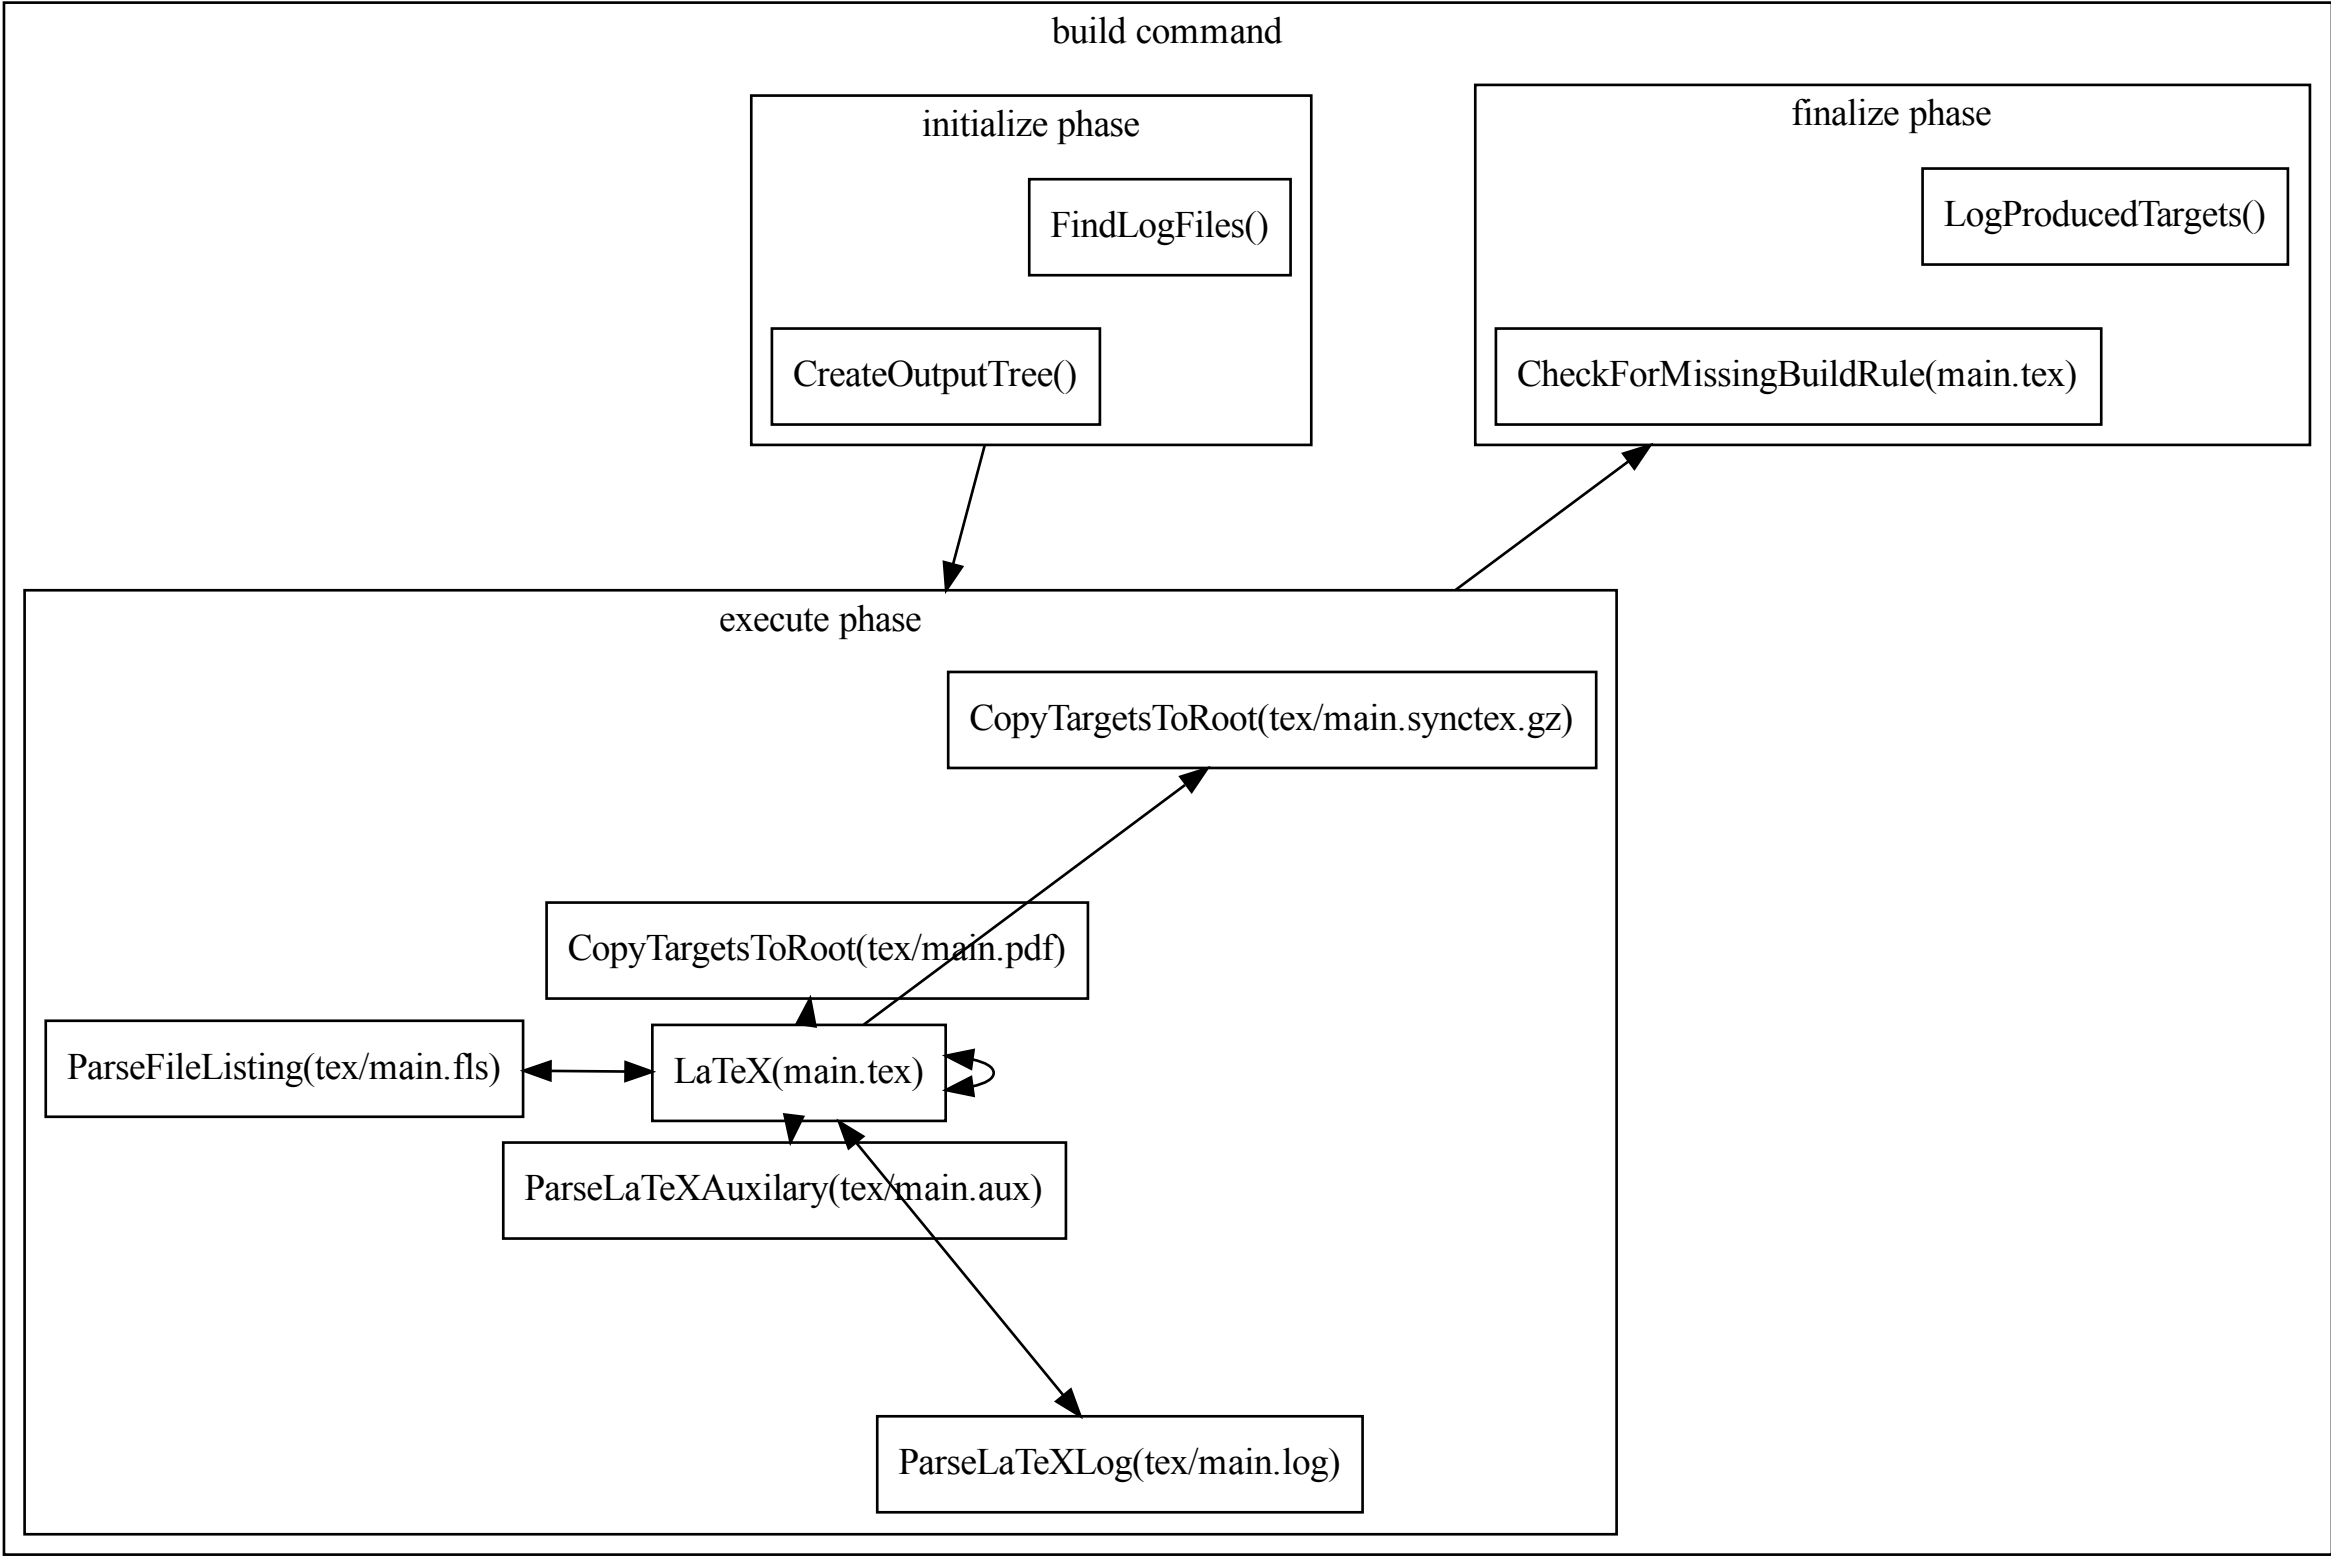 build command
initialize phase
FindLogFiles()
CreateOutputTree()
finalize phase
LogProducedTargets()
CheckForMissingBuildRule(main.tex)
execute phase
CopyTargetsToRoot(tex/main.synctex.gz)
CopyTargetsToRoot(tex/main.pdf)
ParseFileListing(tex/main.fls)
LaTeX(main.tex)
ParseLaTeXAuxilary(tex/main.aux)
ParseLaTeXLog(tex/main.log)